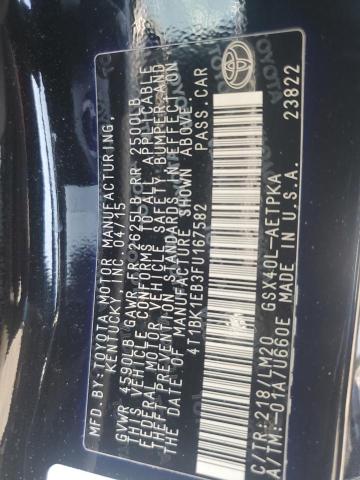 MFD.BY:TOYOTA MOTOR MANUFACTURING,
KENTUCKY, INC. 04/15
GVWR 4590LB GAWR FR 2625LB RR 2500LB
THIS VEHICLE CONFORMS TO ALL APPLICABLE
FEDERAL MOTOR VEHICLE SAFETY, BUMPER, AND
THEFT PREVENTION STANDARDS IN EFFECT ON
THE DATE OF MANUFACTURE SHOWN ABOVE.
4T1BK1EB3FU167582 PASS.CAR
C/TR:218/LM20 GSX40L-AETPKA
A/TM:-01A/U660E MADE IN U.S.A.
23822
TOYOTA